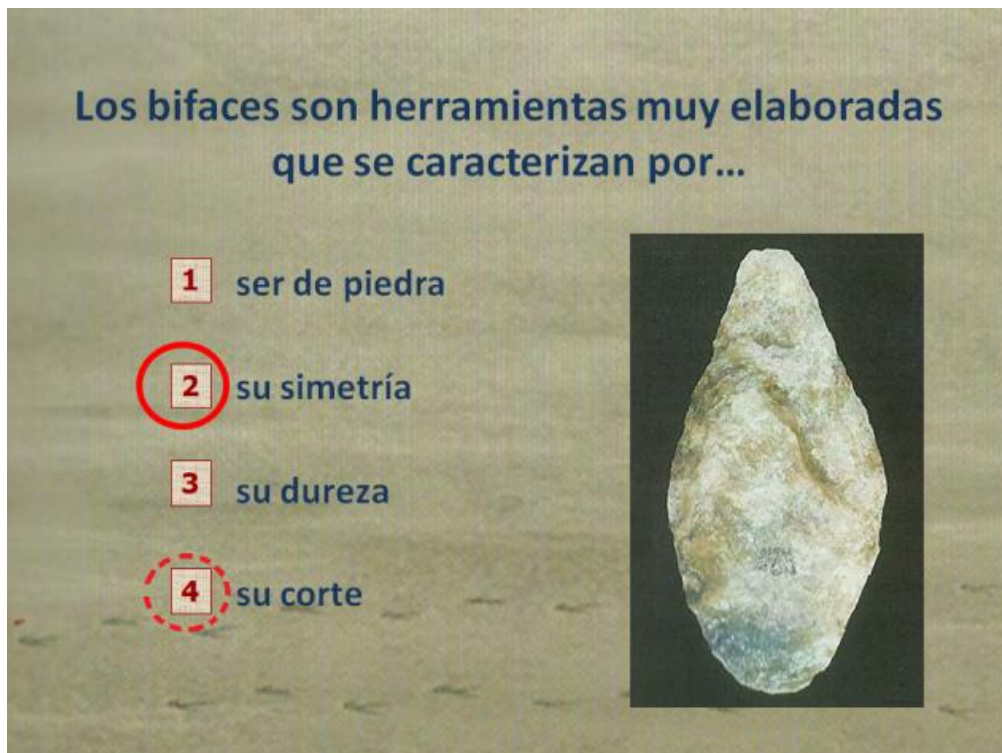 Los bifaces son herramientas muy elaboradas
que se caracterizan por...
1 ser de piedra
2 su simetría
3 su dureza
4 su corte